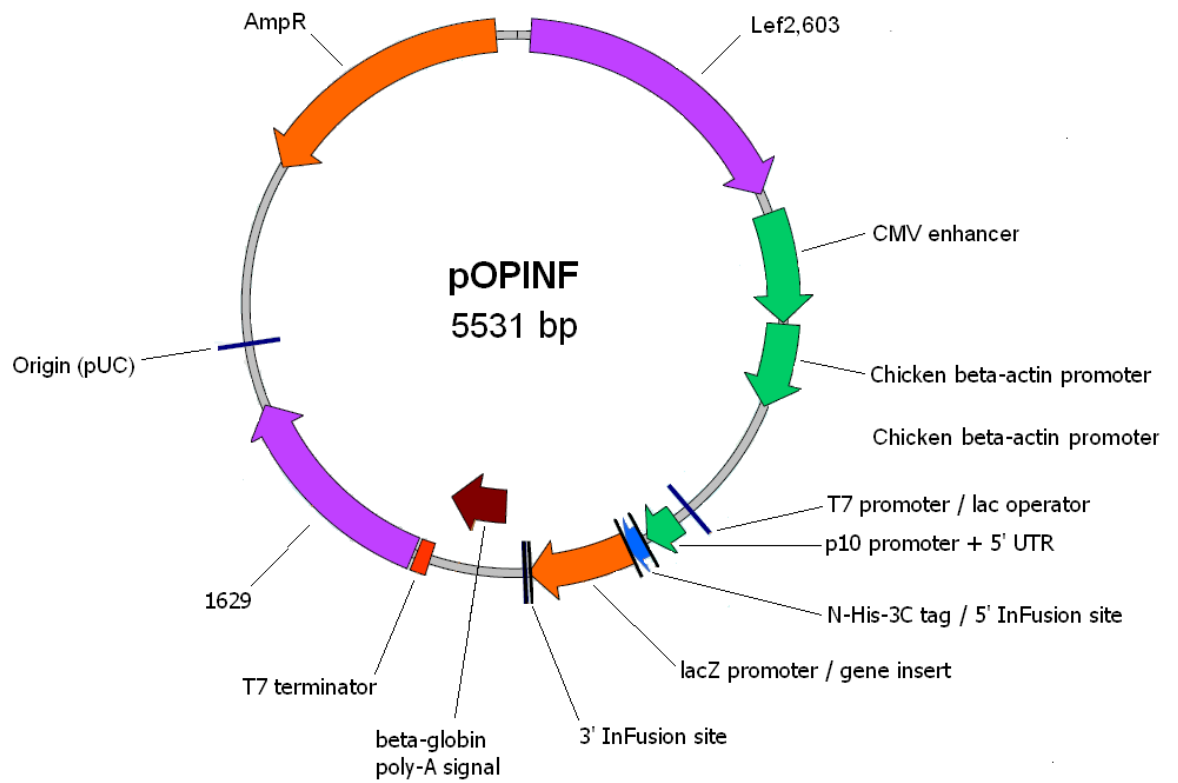 AmpR
Lef2,603
CMV enhancer
pOPINF
5531 bp
Origin (pUC)
Chicken beta-actin promoter
Chicken beta-actin promoter
T7 promoter / lac operator
p10 promoter + 5' UTR
1629
N-His-3C tag / 5' InFusion site
lacZ promoter / gene insert
T7 terminator
3' InFusion site
beta-globin
poly-A signal